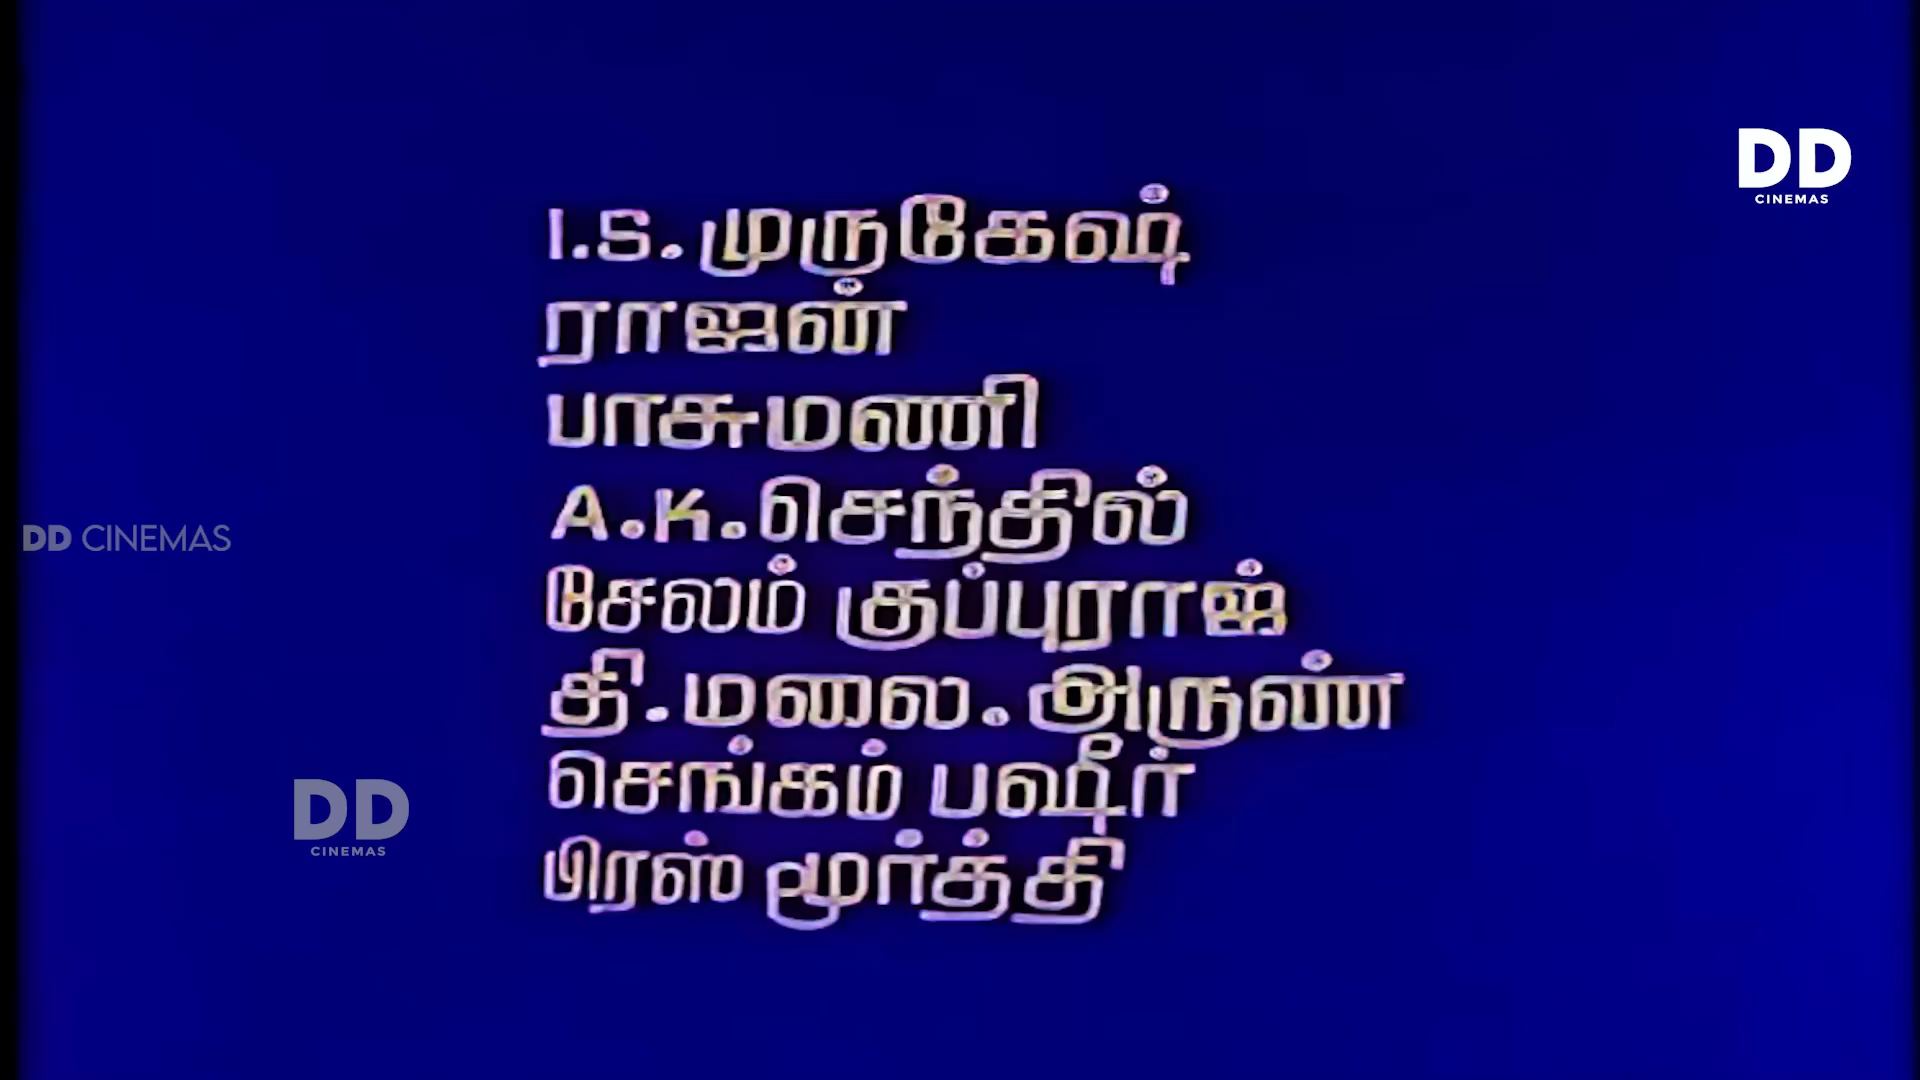 I.S.முருகேஷ்
ராஜன்
பாசுமணி
A.K.செந்தில்
சேலம் குப்புராஜ்
தி.மலை.அருண்
செங்கம் பஷீர்
பிரஸ் மூர்த்தி
DD
CINEMAS
DD CINEMAS
DD
CINEMAS